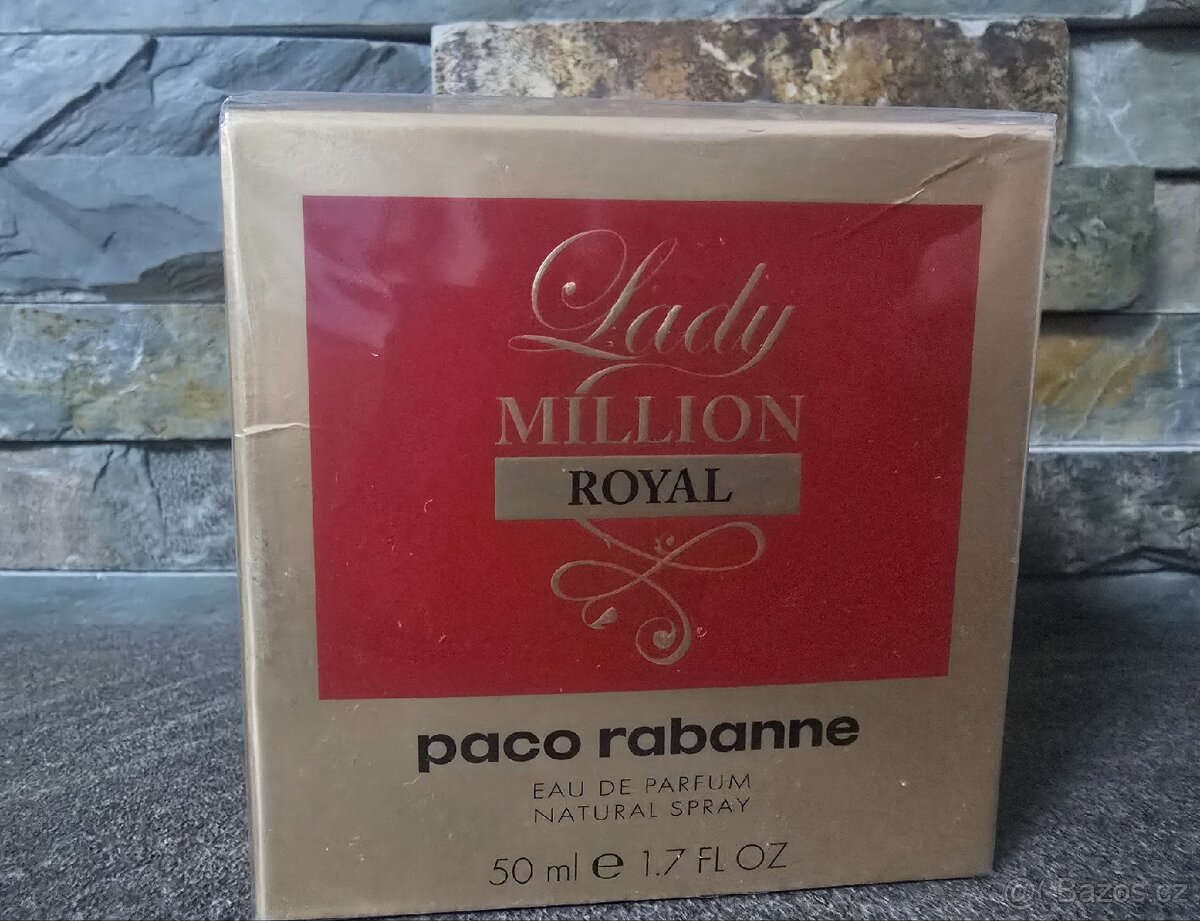 Lady
MILLION
ROYAL
paco rabanne
EAU DE PARFUM
NATURAL SPRAY
50 ml e 1.7 FL OZ
Bazos.cz